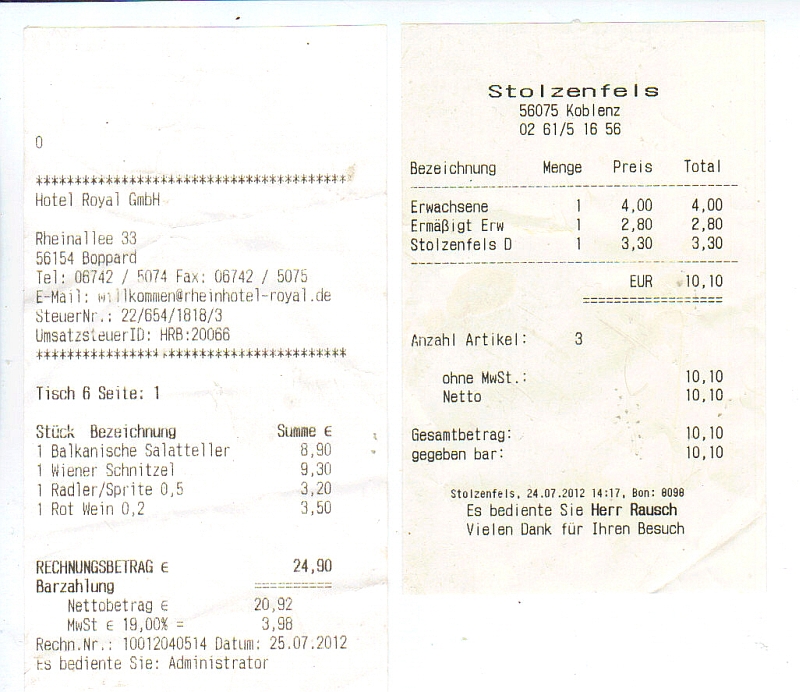 0
****************************************
Hotel Royal GmbH
Rheinallee 33
56154 Boppard
Tel: 06742 / 5074 Fax: 06742 / 5075
E-Mail: willkommen@rheinhotel-royal.de
SteuerNr.: 22/654/1818/3
UmsatzsteuerID: HRB:20066
****************************************
Tisch 6 Seite: 1
Stück Bezeichnung Summe €
1 Balkanische Salatteller 8,90
1 Wiener Schnitzel 9,30
1 Radler/Sprite 0,5 3,20
1 Rot Wein 0,2 3,50
RECHNUNGSBETRAG € 24,90
Barzahlung ==========
Nettobetrag € 20,92
MwSt € 19,00% = 3,98
Rechn.Nr.: 10012040514 Datum: 25.07.2012
Es bediente Sie: Administrator
Stolzenfels
56075 Koblenz
02 61/5 16 56
Bezeichnung Menge Preis Total
------------------------------------------
Erwachsene 1 4,00 4,00
Ermäßigt Erw 1 2,80 2,80
Stolzenfels D 1 3,30 3,30
------------------------------------------
EUR 10,10
==================
Anzahl Artikel: 3
ohne MwSt.: 10,10
Netto 10,10
Gesamtbetrag: 10,10
gegeben bar: 10,10
Stolzenfels, 24.07.2012 14:17, Bon: 8098
Es bediente Sie Herr Rausch
Vielen Dank für Ihren Besuch